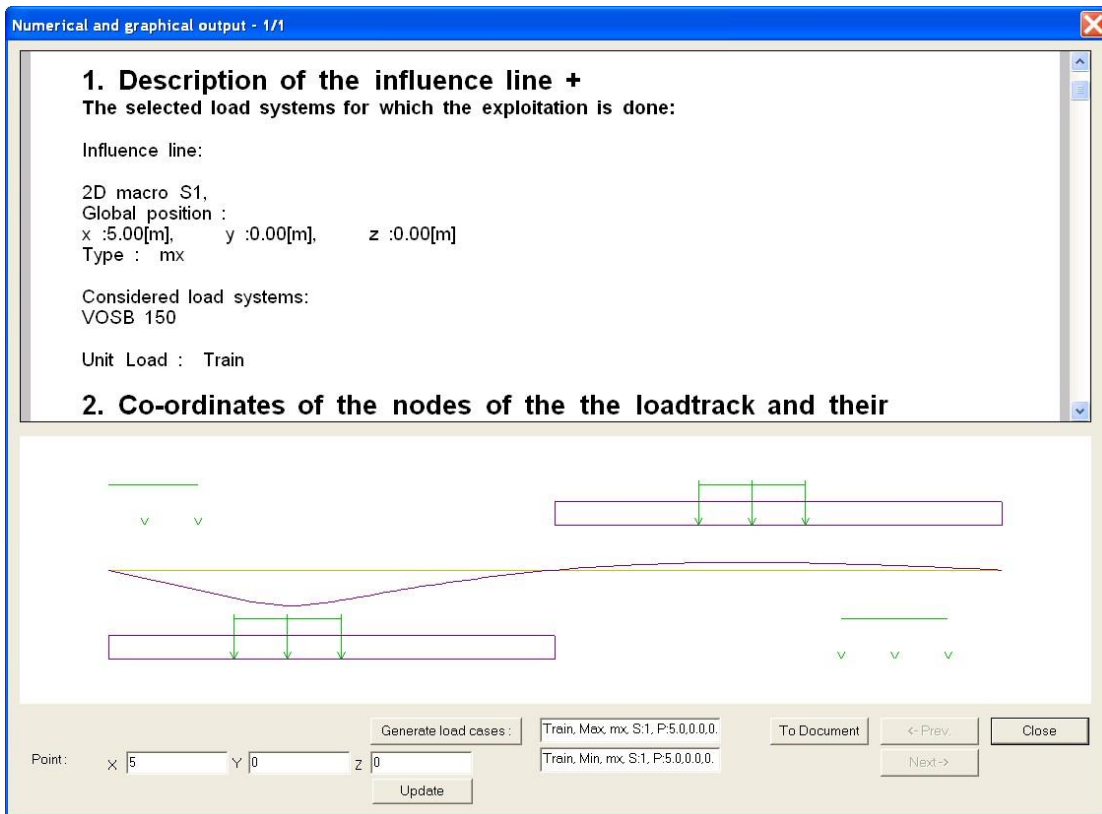 Numerical and graphical output - 1/1
1. Description of the influence line +
The selected load systems for which the exploitation is done:
Influence line:
2D macro S1,
Global position :
x :5.00[m], y :0.00[m], z :0.00[m]
Type : mx
Considered load systems:
VOSB 150
Unit Load : Train
2. Co-ordinates of the nodes of the the loadtrack and their
Generate load cases :
Train, Max, mx, S:1, P:5.0,0.0,0.
To Document
<- Prev.
Close
Point :
X 5
Y 0
Z 0
Train, Min, mx, S:1, P:5.0,0.0,0.
Next ->
Update